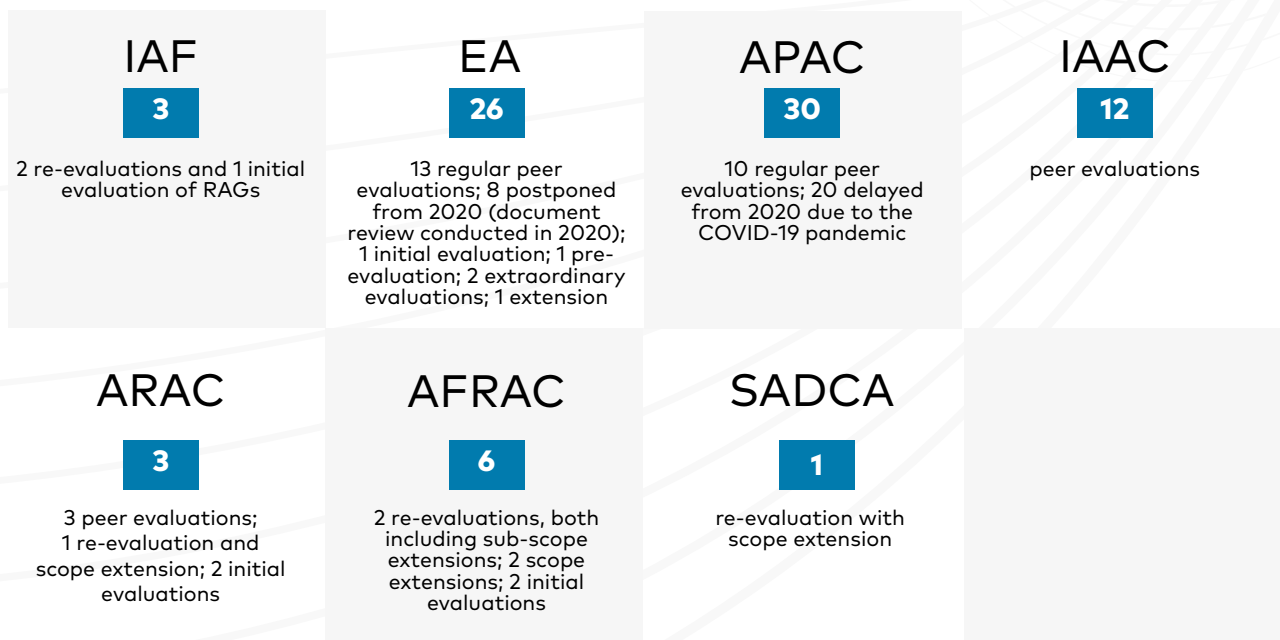 IAF
3
2 re-evaluations and 1 initial
evaluation of RAGs
EA
26
13 regular peer
evaluations; 8 postponed
from 2020 (document
review conducted in 2020);
1 initial evaluation; 1 pre-
evaluation; 2 extraordinary
evaluations; 1 extension
APAC
30
10 regular peer
evaluations; 20 delayed
from 2020 due to the
COVID-19 pandemic
IAAC
12
peer evaluations
ARAC
3
3 peer evaluations;
1 re-evaluation and
scope extension; 2 initial
evaluations
AFRAC
6
2 re-evaluations, both
including sub-scope
extensions; 2 scope
extensions; 2 initial
evaluations
SADCA
1
re-evaluation with
scope extension